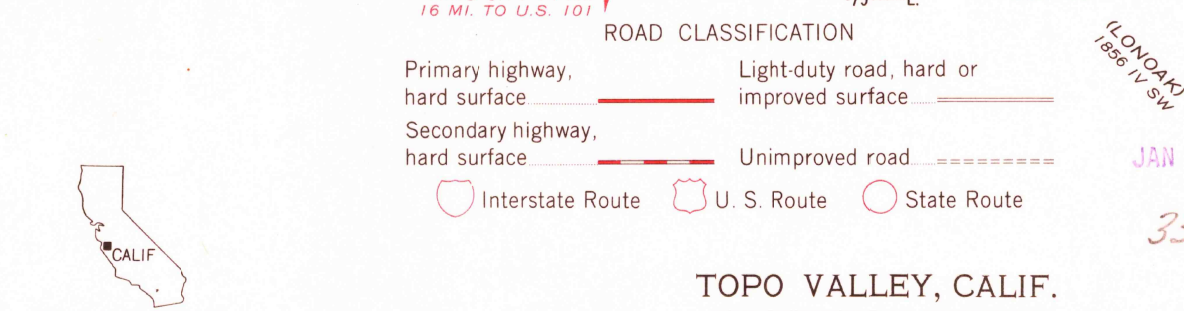 16 MI. TO U.S. 101
ROAD CLASSIFICATION
Primary highway,
hard surface
Light-duty road, hard or
improved surface
Secondary highway,
hard surface
Unimproved road
Interstate Route
U. S. Route
State Route
(LONOAK)
1856 IV SW
JAN
CALIF
TOPO VALLEY, CALIF.